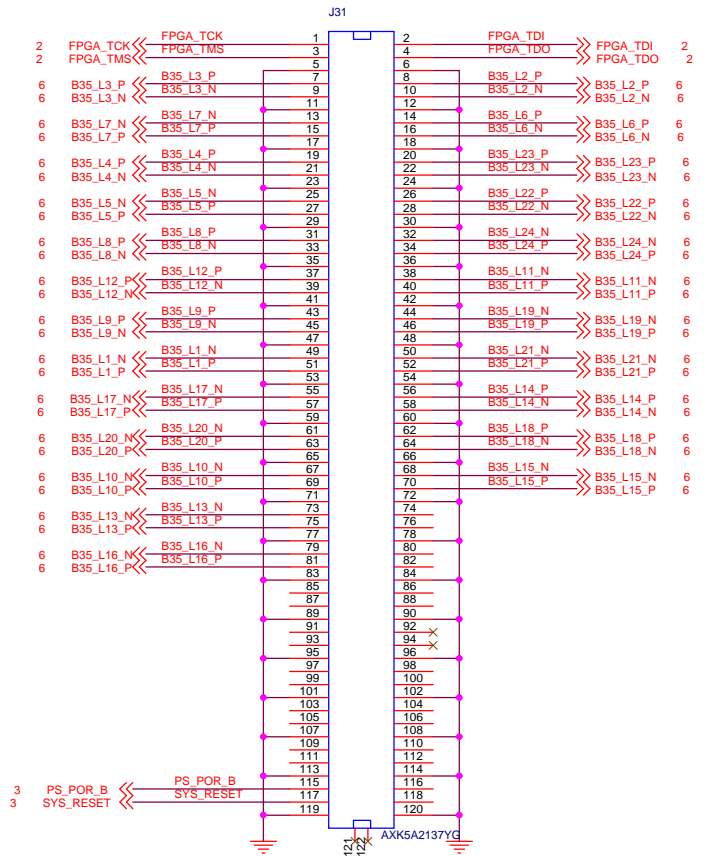 J31
FPGA_TCK 1 2 FPGA_TDI
2 FPGA_TCK FPGA_TDI 2
FPGA_TMS 3 4 FPGA_TDO
2 FPGA_TMS FPGA_TDO 2
5 6
B35_L3_P 7 8 B35_L2_P
6 B35_L3_P B35_L2_P 6
B35_L3_N 9 10 B35_L2_N
6 B35_L3_N B35_L2_N 6
11 12
B35_L7_N 13 14 B35_L6_P
6 B35_L7_N B35_L6_P 6
B35_L7_P 15 16 B35_L6_N
6 B35_L7_P B35_L6_N 6
17 18
B35_L4_P 19 20 B35_L23_P
6 B35_L4_P B35_L23_P 6
B35_L4_N 21 22 B35_L23_N
6 B35_L4_N B35_L23_N 6
23 24
B35_L5_N 25 26 B35_L22_P
6 B35_L5_N B35_L22_P 6
B35_L5_P 27 28 B35_L22_N
6 B35_L5_P B35_L22_N 6
29 30
B35_L8_P 31 32 B35_L24_N
6 B35_L8_P B35_L24_N 6
B35_L8_N 33 34 B35_L24_P
6 B35_L8_N B35_L24_P 6
35 36
B35_L12_P 37 38 B35_L11_N
6 B35_L12_P B35_L11_N 6
B35_L12_N 39 40 B35_L11_P
6 B35_L12_N B35_L11_P 6
41 42
B35_L9_P 43 44 B35_L19_N
6 B35_L9_P B35_L19_N 6
B35_L9_N 45 46 B35_L19_P
6 B35_L9_N B35_L19_P 6
47 48
B35_L1_N 49 50 B35_L21_N
6 B35_L1_N B35_L21_N 6
B35_L1_P 51 52 B35_L21_P
6 B35_L1_P B35_L21_P 6
53 54
B35_L17_N 55 56 B35_L14_P
6 B35_L17_N B35_L14_P 6
B35_L17_P 57 58 B35_L14_N
6 B35_L17_P B35_L14_N 6
59 60
B35_L20_N 61 62 B35_L18_P
6 B35_L20_N B35_L18_P 6
B35_L20_P 63 64 B35_L18_N
6 B35_L20_P B35_L18_N 6
65 66
B35_L10_N 67 68 B35_L15_N
6 B35_L10_N B35_L15_N 6
B35_L10_P 69 70 B35_L15_P
6 B35_L10_P B35_L15_P 6
71 72
B35_L13_N 73 74
6 B35_L13_N
B35_L13_P 75 76
6 B35_L13_P
77 78
B35_L16_N 79 80
6 B35_L16_N
B35_L16_P 81 82
6 B35_L16_P
83 84
85 86
87 88
89 90
91 92
93 94
95 96
97 98
99 100
101 102
103 104
105 106
107 108
109 110
111 112
113 114
PS_POR_B 115 116
3 PS_POR_B
SYS_RESET 117 118
3 SYS_RESET
119 120
AXK5A2137YG
121
122